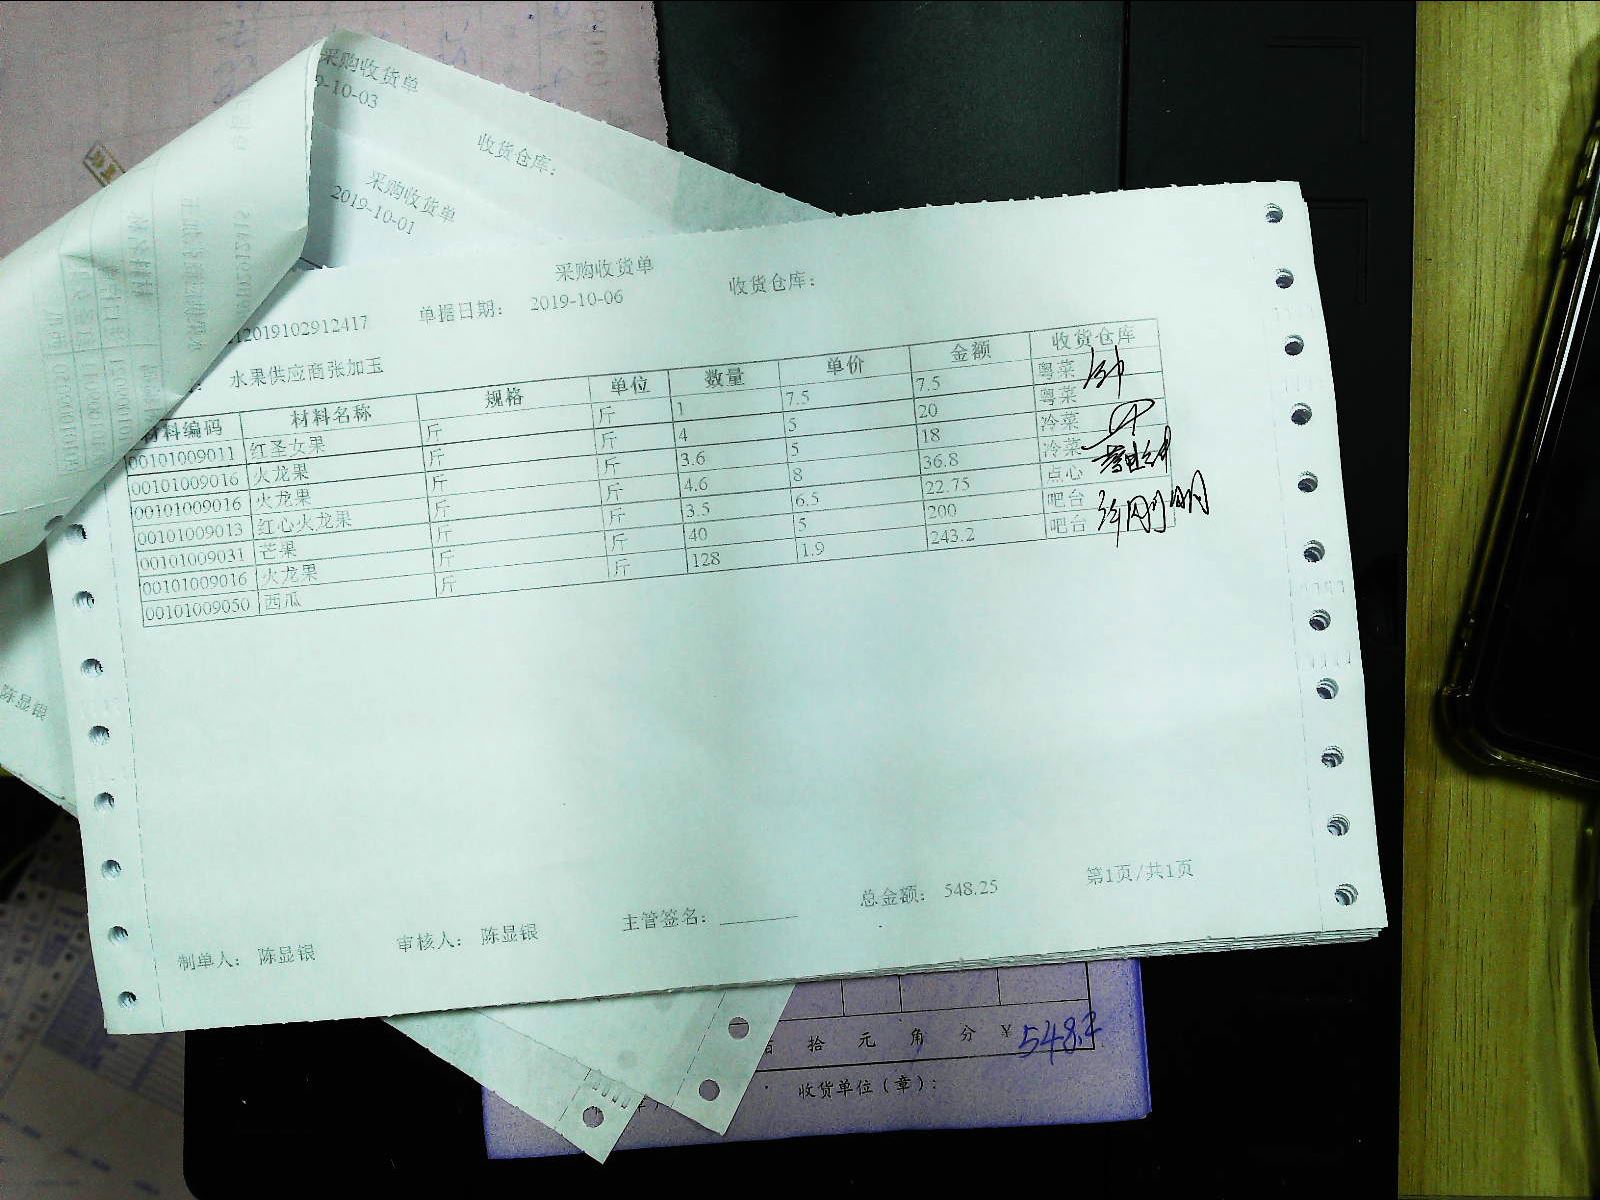 采购收货单
-10-03
收货仓库：
采购收货单
2019-10-01
采购收货单
2019102912417 单据日期： 2019-10-06 收货仓库：
水果供应商张加玉
材料编码 材料名称 规格 单位 数量 单价 金额 收货仓库
00101009011 红圣女果 斤 斤 1 7.5 7.5 粤菜
00101009016 火龙果 斤 斤 4 5 20 粤菜
00101009016 火龙果 斤 斤 3.6 5 18 冷菜
00101009013 红心火龙果 斤 斤 4.6 8 36.8 冷菜
00101009031 芒果 斤 斤 3.5 6.5 22.75 点心
00101009016 火龙果 斤 斤 40 5 200 吧台
00101009050 西瓜 斤 斤 128 1.9 243.2 吧台
陈显银
制单人： 陈显银 审核人： 陈显银 主管签名： 总金额： 548.25 第1页/共1页
拾 元 角 分 ¥ 548.2
收货单位（章）：